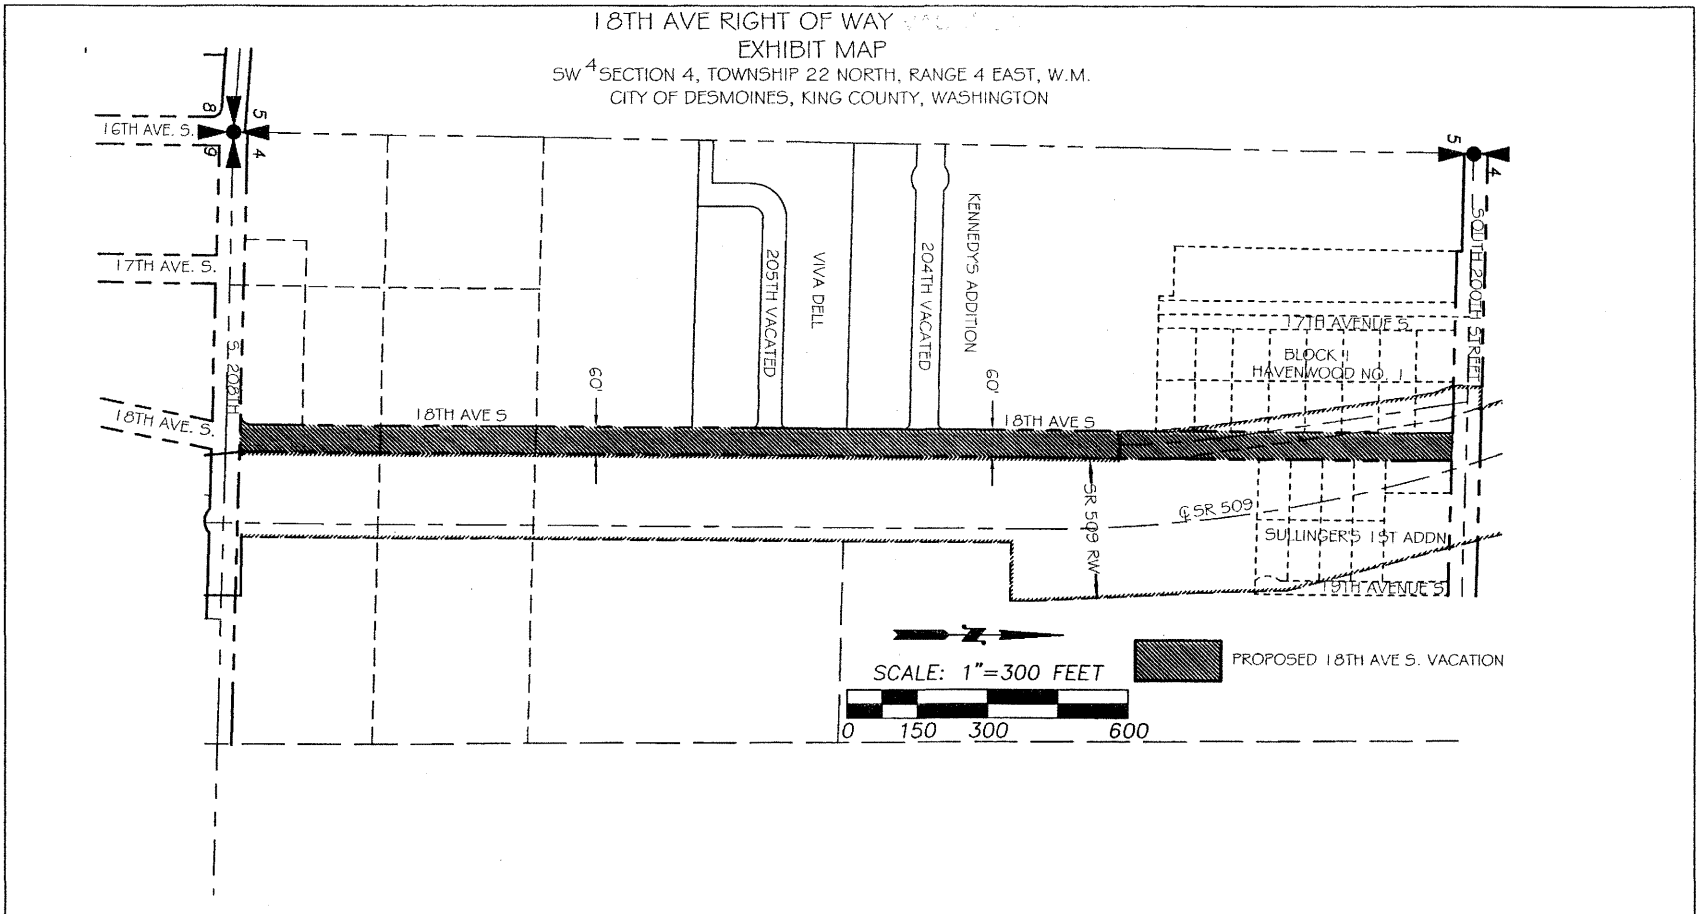 18TH AVE RIGHT OF WAY
EXHIBIT MAP
SW 4 SECTION 4, TOWNSHIP 22 NORTH, RANGE 4 EAST, W.M.
CITY OF DESMOINES, KING COUNTY, WASHINGTON
8
5
16TH AVE. S.
9
4
5
4
17TH AVE. S.
18TH AVE. S.
S. 208TH
18TH AVE S
60'
205TH VACATED
VIVA DELL
204TH VACATED
KENNEDYS ADDITION
60'
18TH AVE S
SOUTH 200TH STREET
17TH AVENUE S.
BLOCK 1
HAVENWOOD NO. 1
SR 509 RW
℄ SR 509
SULLINGER'S 1ST ADDN
19TH AVENUE S.
N
SCALE: 1"=300 FEET
0 150 300 600
PROPOSED 18TH AVE S. VACATION